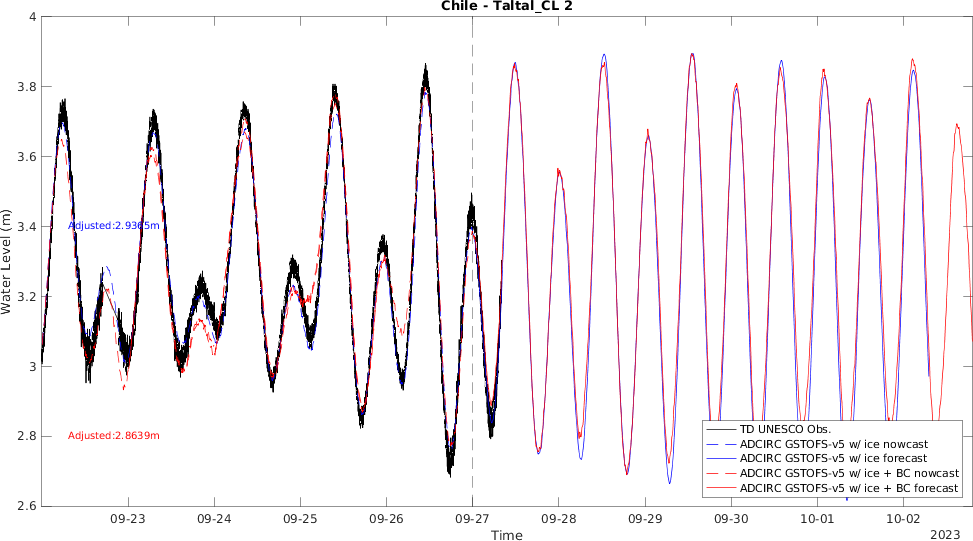 Chile - Taltal_CL 2
4
3.8
3.6
3.4
3.2
3
2.8
2.6
Water Level (m)
Adjusted:2.9365m
Adjusted:2.8639m
TD UNESCO Obs.
ADCIRC GSTOFS-v5 w/ ice nowcast
ADCIRC GSTOFS-v5 w/ ice forecast
ADCIRC GSTOFS-v5 w/ ice + BC nowcast
ADCIRC GSTOFS-v5 w/ ice + BC forecast
09-23 09-24 09-25 09-26 09-27 09-28 09-29 09-30 10-01 10-02
Time
2023